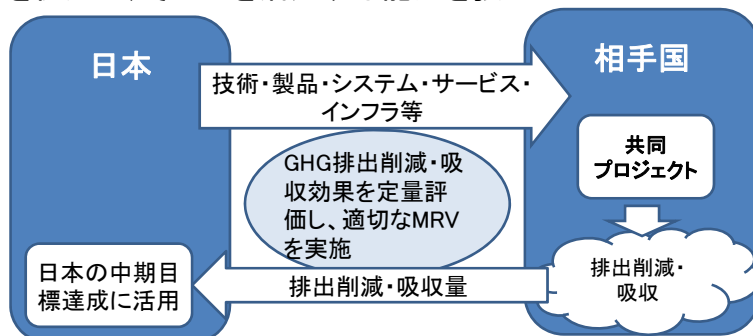 日本
相手国
技術・製品・システム・サービス・
インフラ等
共同
プロジェクト
GHG排出削減・吸
収効果を定量評
価し、適切なMRV
を実施
日本の中期目
標達成に活用
排出削減・吸収量
排出削減・
吸収